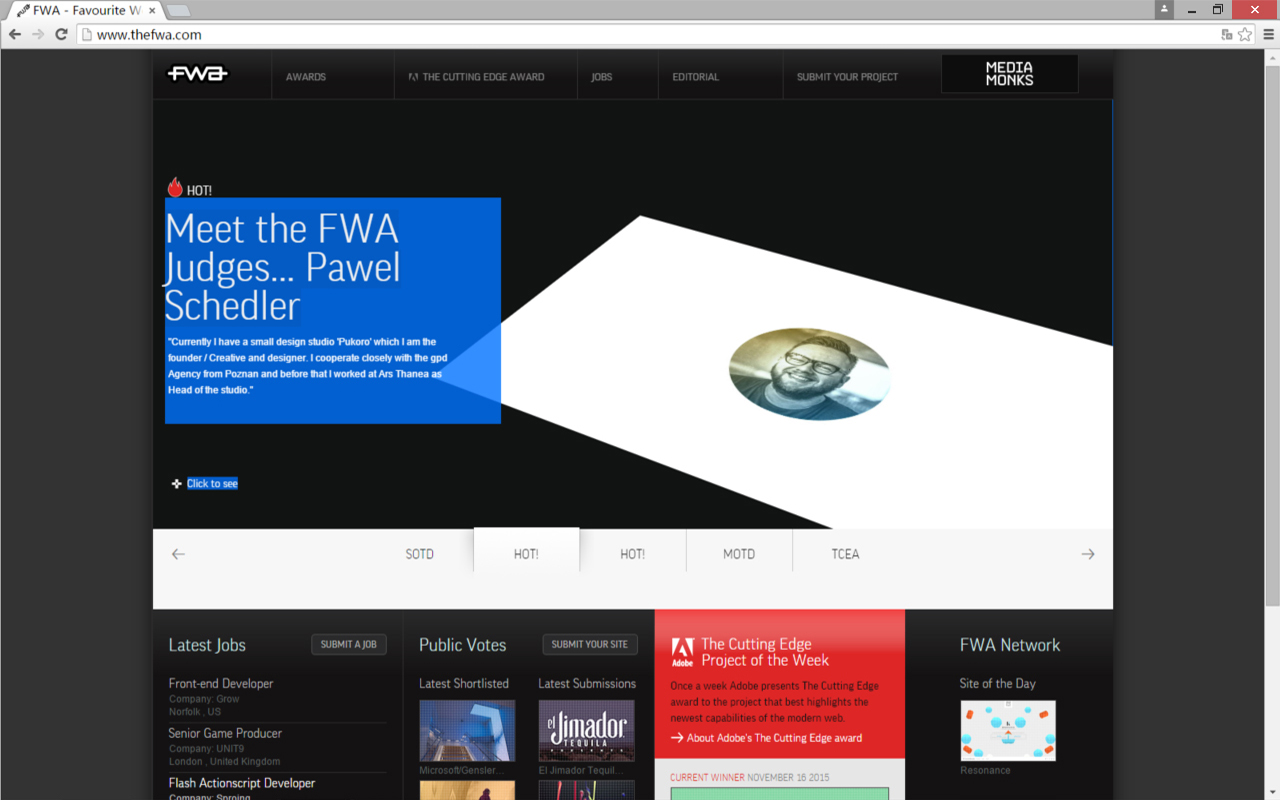 FWA - Favourite W
www.thefwa.com
FWA
AWARDS
THE CUTTING EDGE AWARD
JOBS
EDITORIAL
SUBMIT YOUR PROJECT
MEDIA
MONKS
HOT!
Meet the FWA
Judges... Pawel
Schedler
"Currently I have a small design studio 'Pukoro' which I am the
founder / Creative and designer. I cooperate closely with the gpd
Agency from Poznan and before that I worked at Ars Thanea as
Head of the studio."
Click to see
SOTD
HOT!
HOT!
MOTD
TCEA
Latest Jobs
SUBMIT A JOB
Front-end Developer
Company: Grow
Norfolk , US
Senior Game Producer
Company: UNIT9
London , United Kingdom
Flash Actionscript Developer
Company: Sproing
Public Votes
SUBMIT YOUR SITE
Latest Shortlisted
Latest Submissions
el Jimador
TEQUILA
Microsoft/Gensler...
El Jimador Tequil...
Adobe
The Cutting Edge
Project of the Week
Once a week Adobe presents The Cutting Edge
award to the project that best highlights the
newest capabilities of the modern web.
About Adobe's The Cutting Edge award
CURRENT WINNER NOVEMBER 16 2015
FWA Network
Site of the Day
Resonance